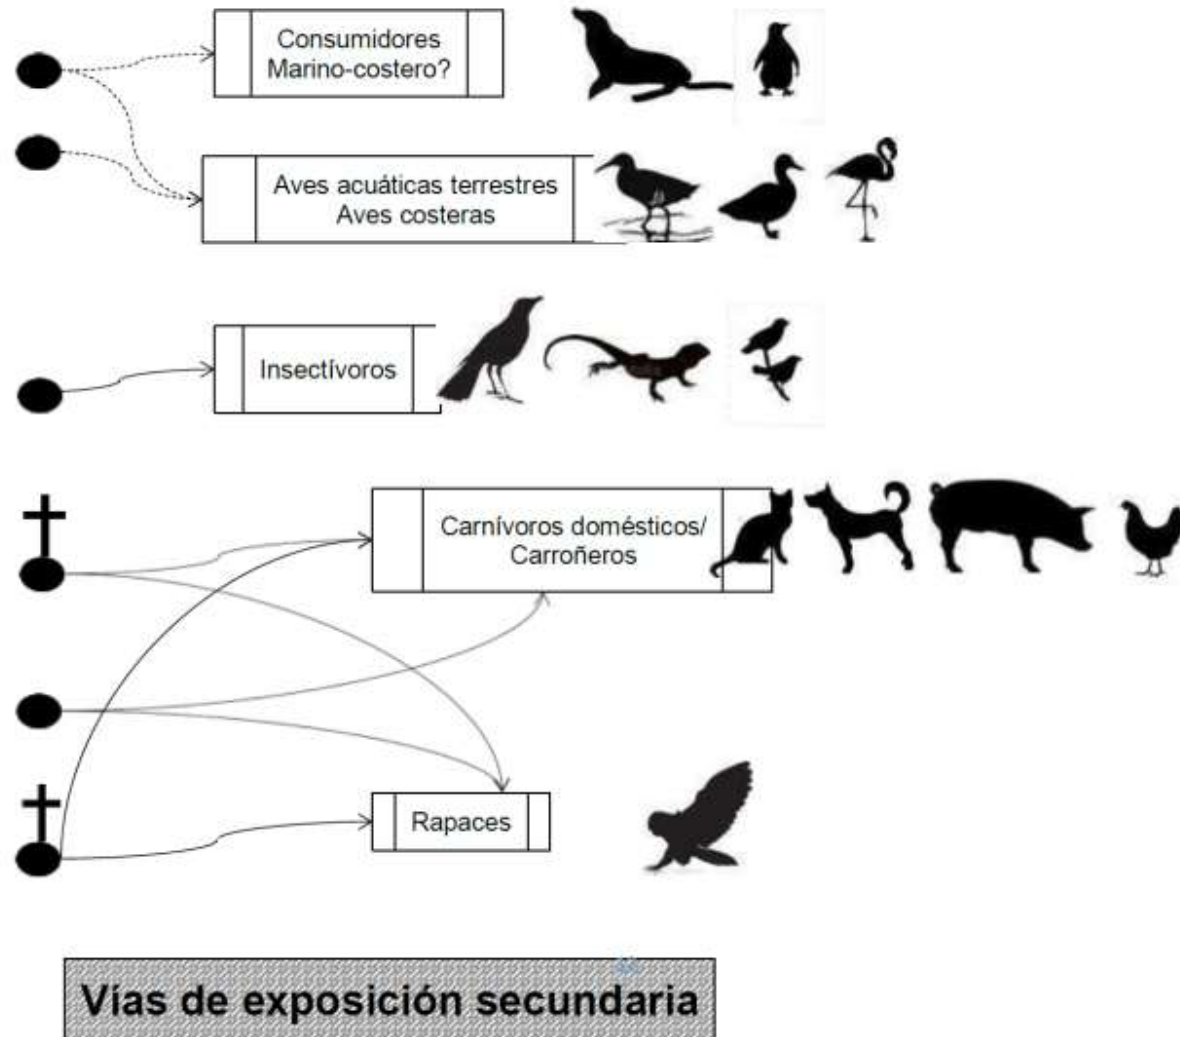 Consumidores
Marino-costero?
Aves acuáticas terrestres
Aves costeras
Insectívoros
Carnívoros domésticos/
Carroñeros
Rapaces
Vías de exposición secundaria